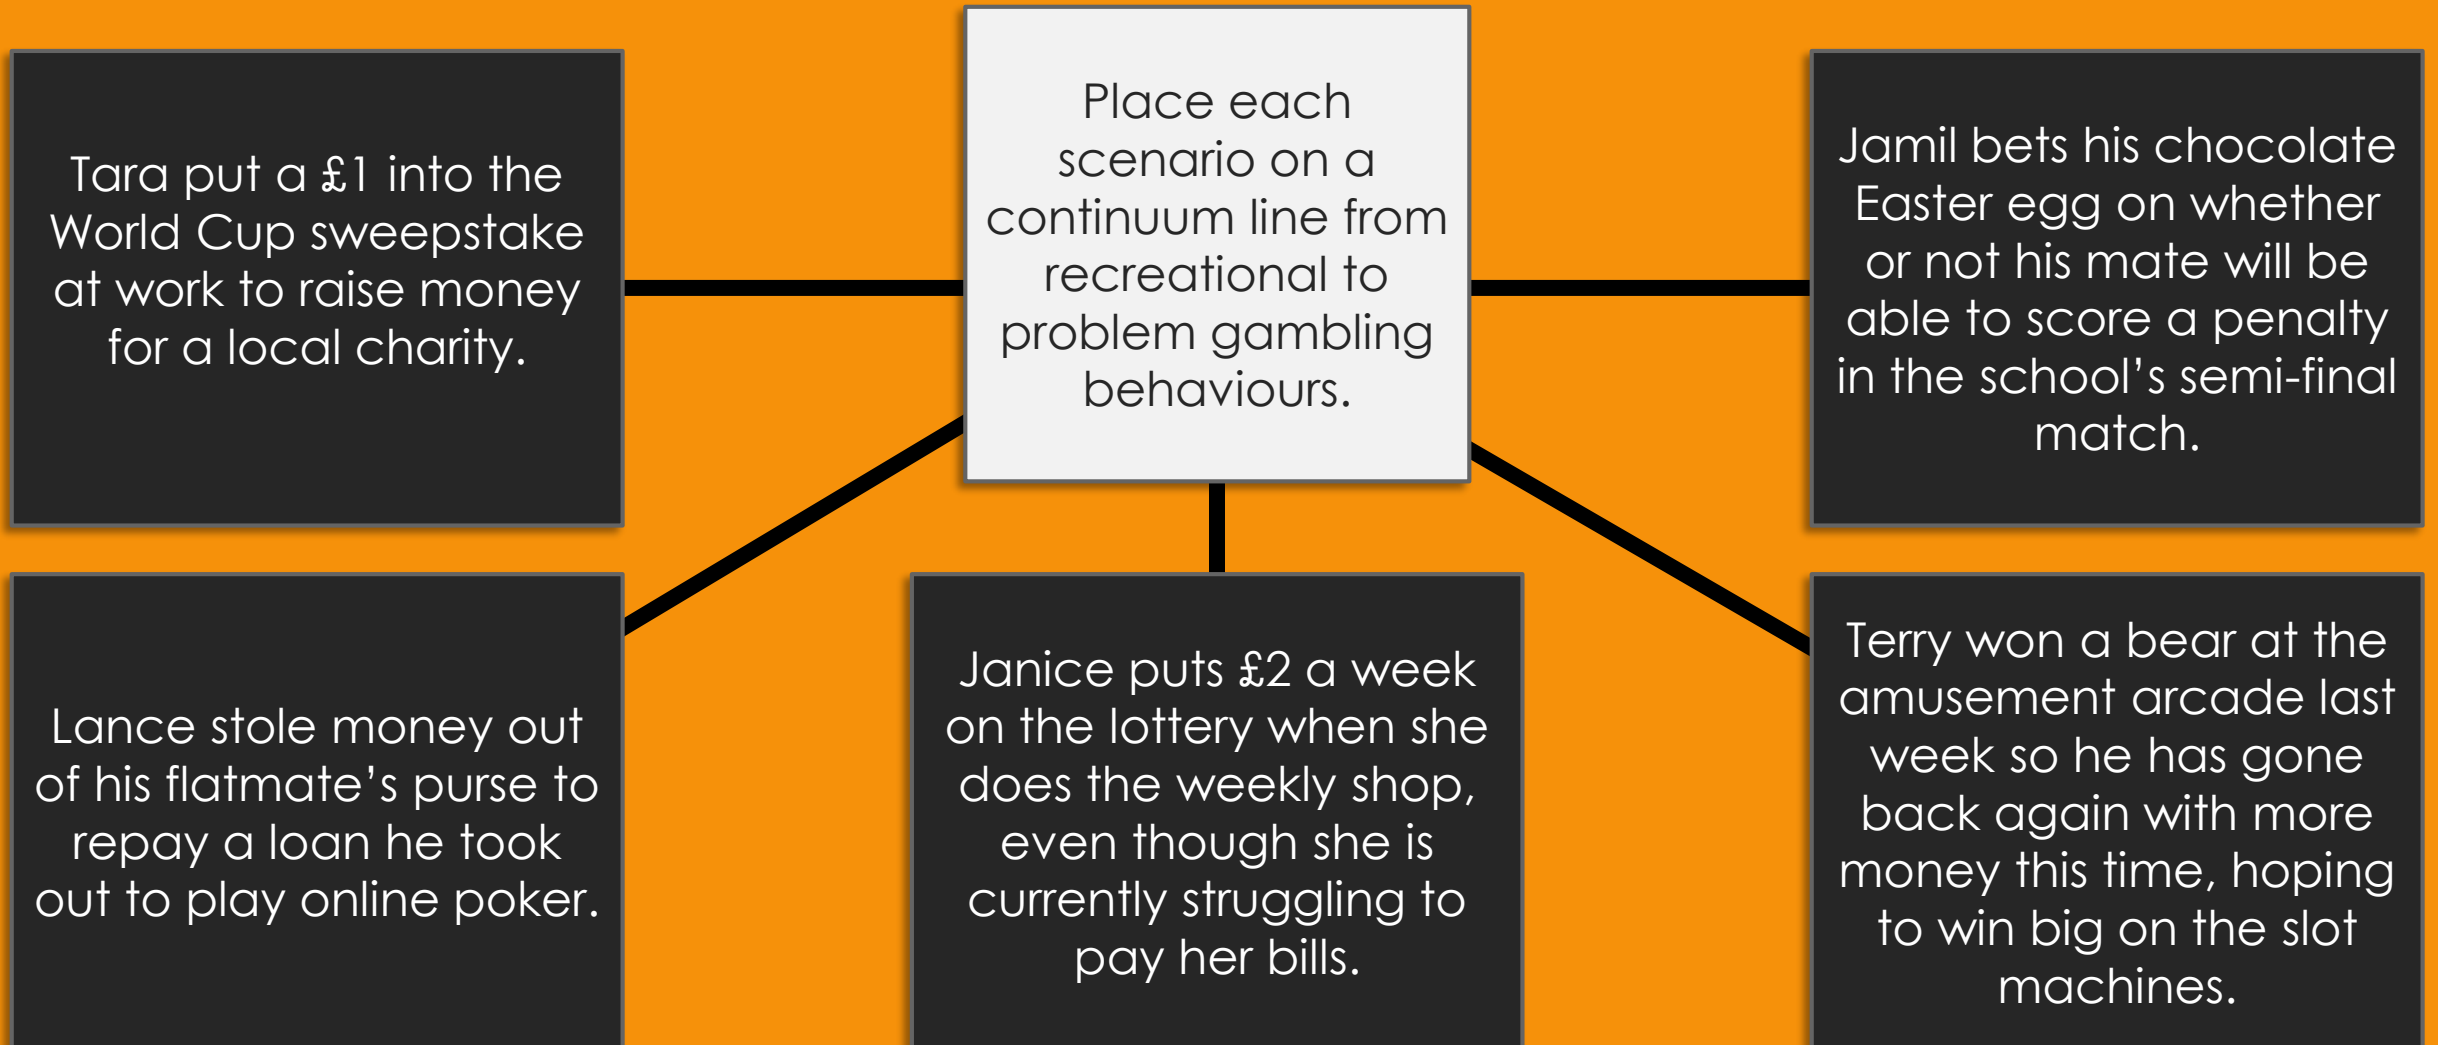 Tara put a £1 into the
World Cup sweepstake
at work to raise money
for a local charity.
Place each
scenario on a
continuum line from
recreational to
problem gambling
behaviours.
Jamil bets his chocolate
Easter egg on whether
or not his mate will be
able to score a penalty
in the school’s semi-final
match.
Lance stole money out
of his flatmate’s purse to
repay a loan he took
out to play online poker.
Janice puts £2 a week
on the lottery when she
does the weekly shop,
even though she is
currently struggling to
pay her bills.
Terry won a bear at the
amusement arcade last
week so he has gone
back again with more
money this time, hoping
to win big on the slot
machines.